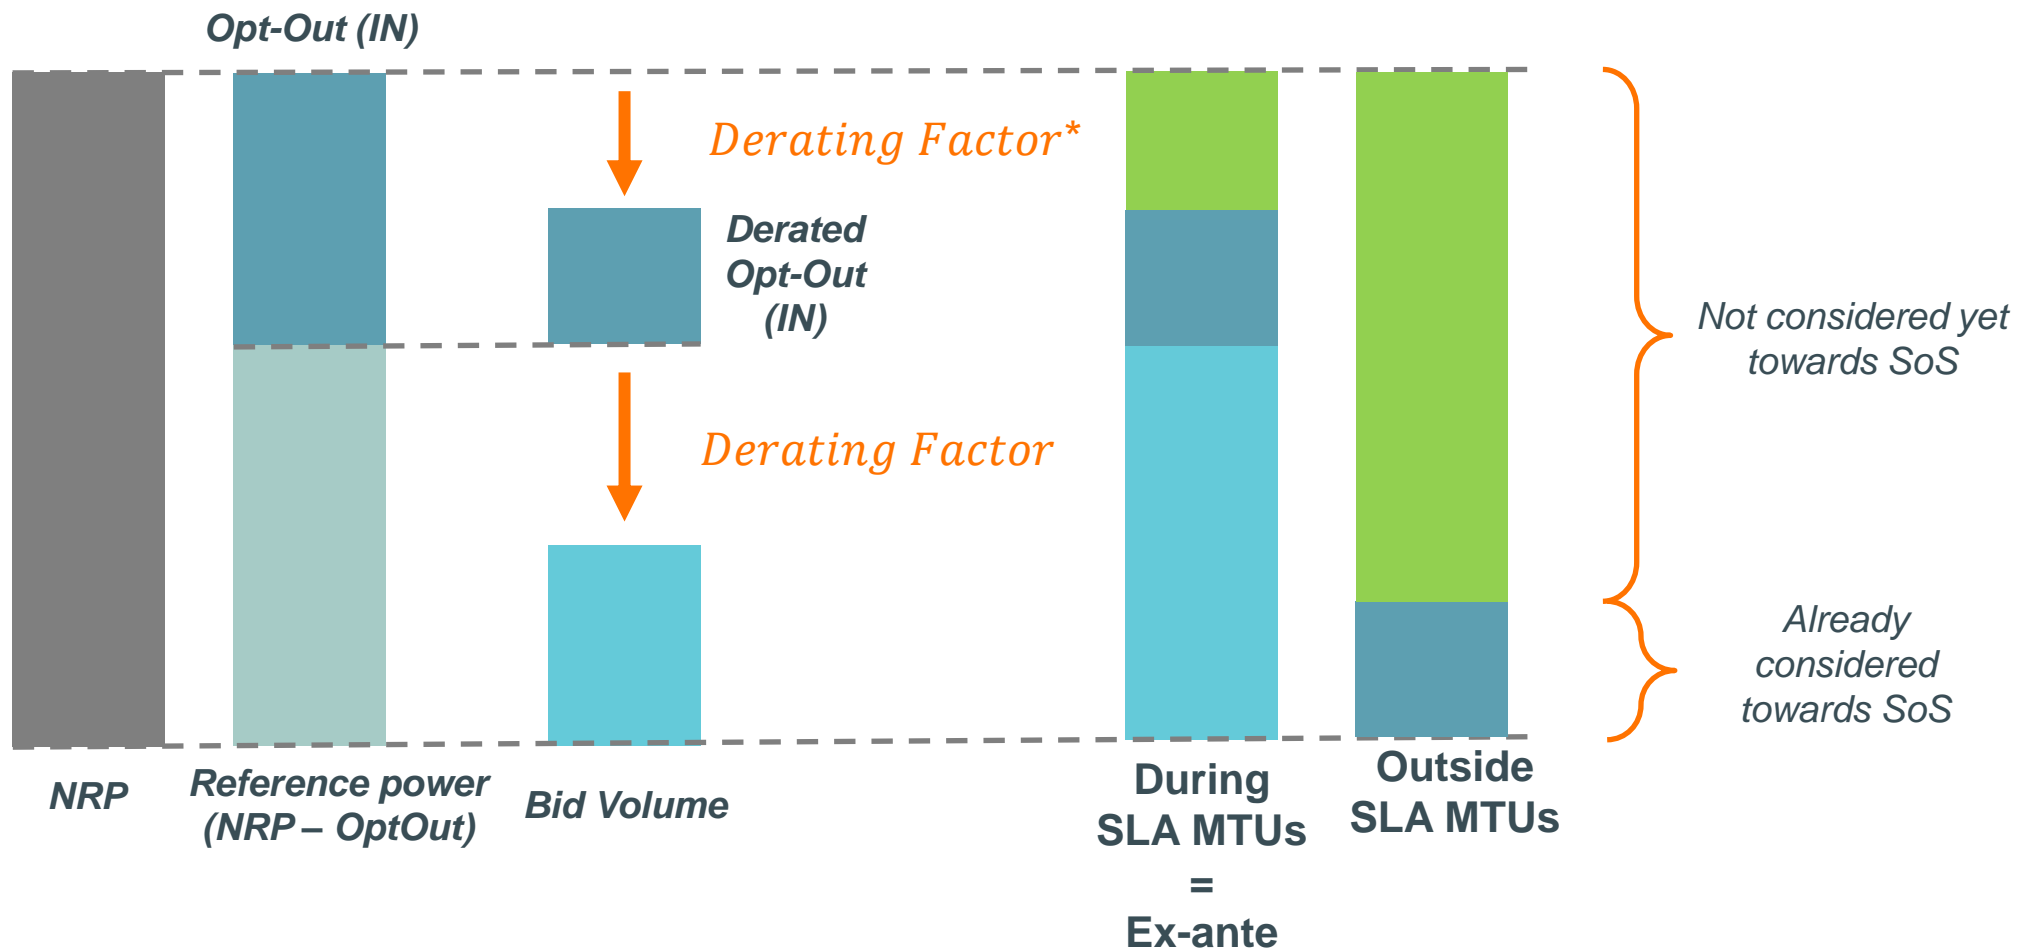 Opt-Out (IN)
Derating Factor*
Derated
Opt-Out
(IN)
Derating Factor
Not considered yet
towards SoS
Already
considered
towards SoS
NRP
Reference power
(NRP – OptOut)
Bid Volume
During
SLA MTUs
=
Ex-ante
Outside
SLA MTUs